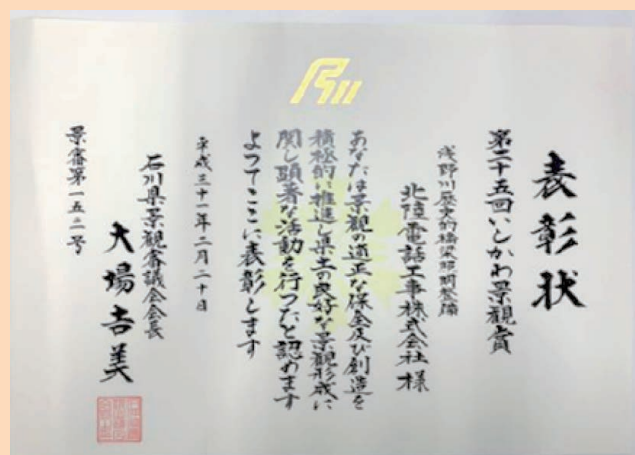 表彰状
第二十五回いしかわ景観賞
浅野川歴史的橋梁照明整備
北陸電話工事株式会社 様
あなたは景観の適正な保全及び創造を
積極的に推進し県土の良好な景観形成に
関し顕著な活動を行つたと認めます
よつてここに表彰します
平成三十一年二月二十日
石川県景観審議会会長
大場吉美
景審第一五二号